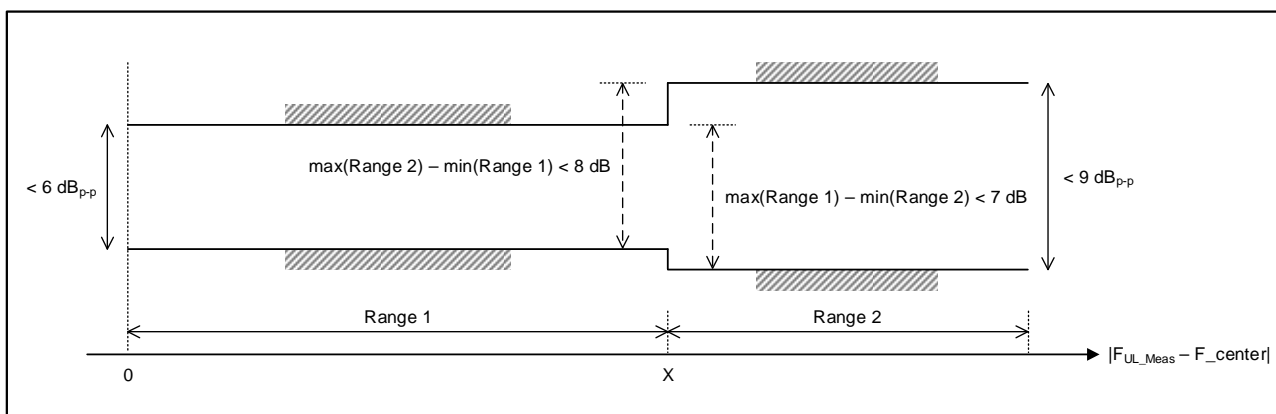 max(Range 2) – min(Range 1) < 8 dB
< 6 dBp-p
max(Range 1) – min(Range 2) < 7 dB
< 9 dBp-p
Range 1
Range 2
|FUL_Meas – F_center|
0
X